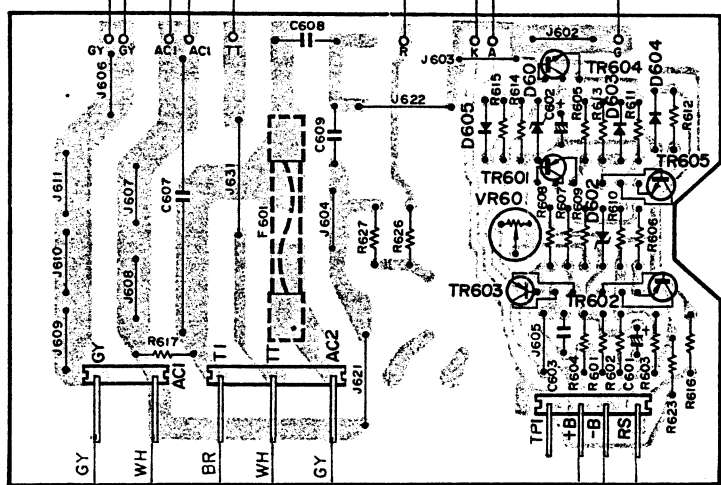 C608
GY
GY
AC1
AC1
TT
R
K
A
J602
G
J603
J606
D601
TR604
D604
R615
R614
C602
R605
R613
D603
R611
R612
J622
C609
D605
J611
J607
J631
F601
J604
TR601
TR605
C607
VR60
R608
R607
R609
D602
R610
R606
R627
R626
J610
J608
TR603
TR602
J609
R617
GY
AC1
T1
TT
AC2
J621
J605
C603
R604
R601
R602
C601
R603
R623
R616
TP1
+B
-B
RS
GY
WH
BR
WH
GY